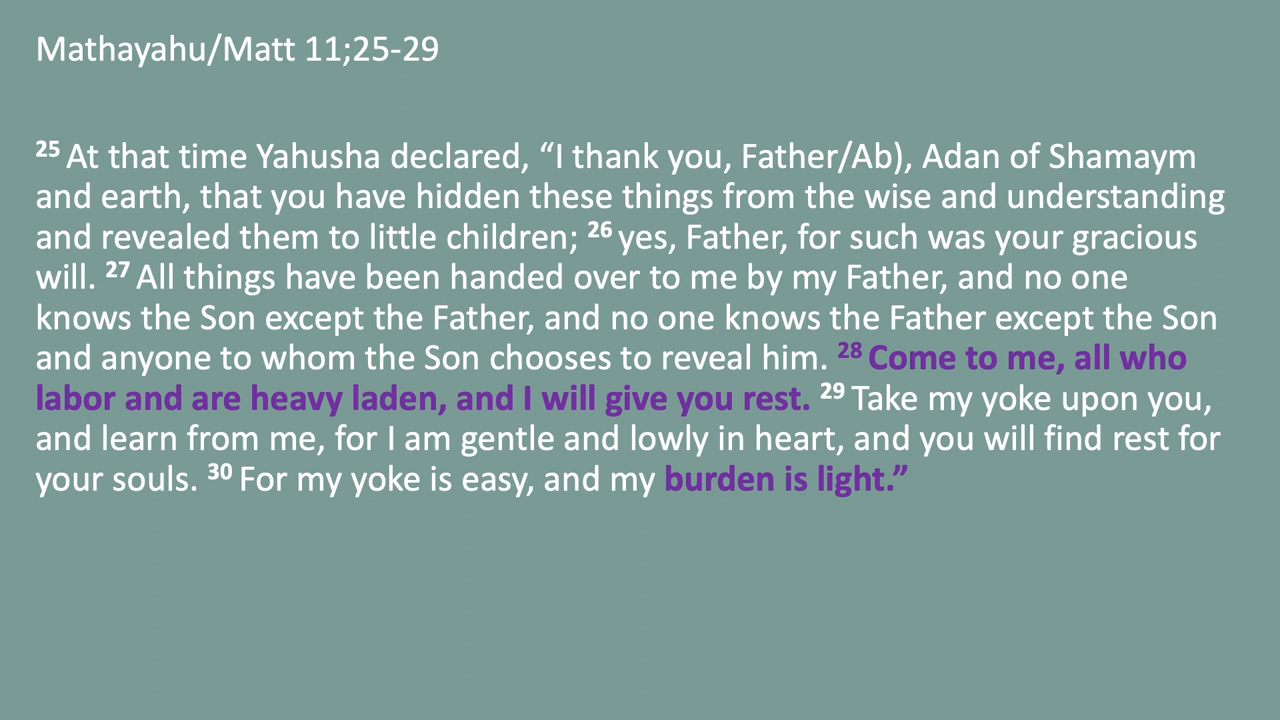 Mathayahu/Matt 11;25-29
25 At that time Yahusha declared, “I thank you, Father/Ab), Adan of Shamaym
and earth, that you have hidden these things from the wise and understanding
and revealed them to little children; 26 yes, Father, for such was your gracious
will. 27 All things have been handed over to me by my Father, and no one
knows the Son except the Father, and no one knows the Father except the Son
and anyone to whom the Son chooses to reveal him. 28 Come to me, all who
labor and are heavy laden, and I will give you rest. 29 Take my yoke upon you,
and learn from me, for I am gentle and lowly in heart, and you will find rest for
your souls. 30 For my yoke is easy, and my burden is light.”